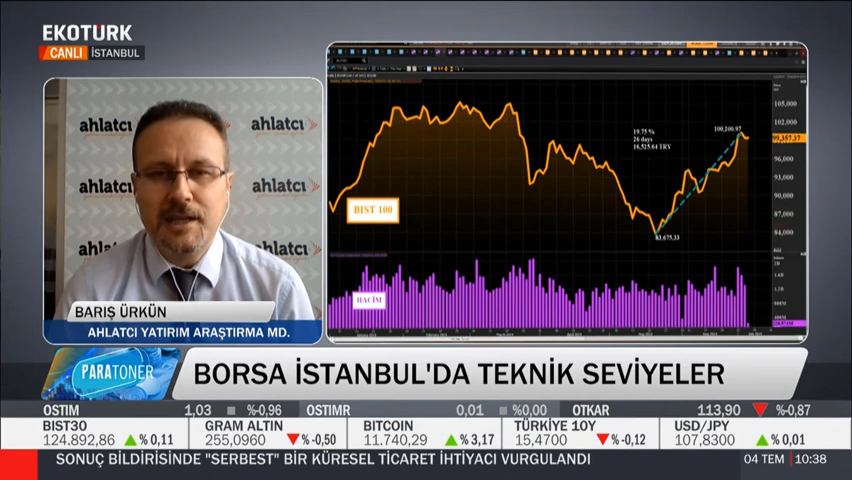 EKOTÜRK
CANLI İSTANBUL
ahlatcı
ahlatcı
ahlatcı
ahlatcı
ahlatcı
105,000
102,000
99,357.37
96,000
93,000
90,000
87,000
84,000
19.75 %
26 days
16,525.64 TRY
100,200.97
BIST 100
83,675.33
HACİM
BARIŞ ÜRKÜN
AHLATCI YATIRIM ARAŞTIRMA MD.
PARATONER
BORSA İSTANBUL'DA TEKNİK SEVİYELER
OSTIM 1,03 %-0,96 OSTIMR 0,01 %0,00 OTKAR 113,90 %-0,87
BIST30 GRAM ALTIN BITCOIN TÜRKİYE 10Y USD/JPY
124.892,86 %0,11 255,0960 %-0,50 11.740,29 %3,17 15,4700 %-0,12 107,8300 %0,01
SONUÇ BİLDİRİSİNDE "SERBEST" BİR KÜRESEL TİCARET İHTİYACI VURGULANDI 04 TEM 10:38